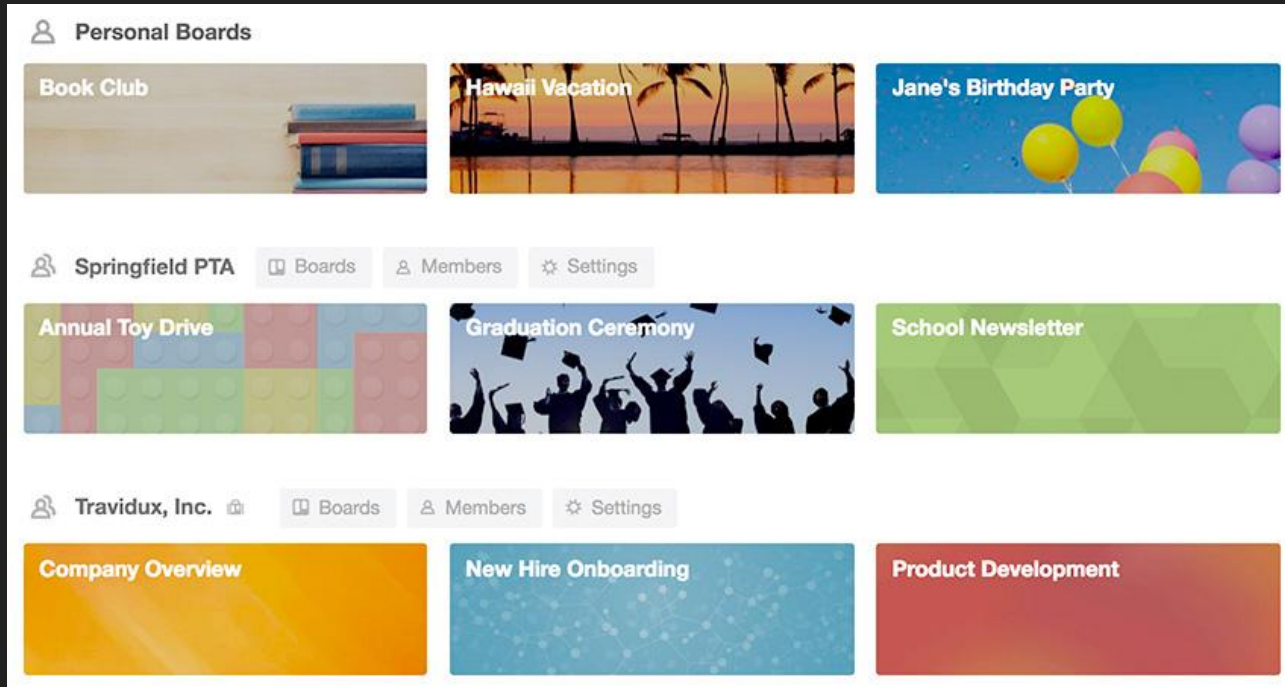 Personal Boards
Book Club
Hawaii Vacation
Jane's Birthday Party
Springfield PTA Boards Members Settings
Annual Toy Drive
Graduation Ceremony
School Newsletter
Travidux, Inc. Boards Members Settings
Company Overview
New Hire Onboarding
Product Development